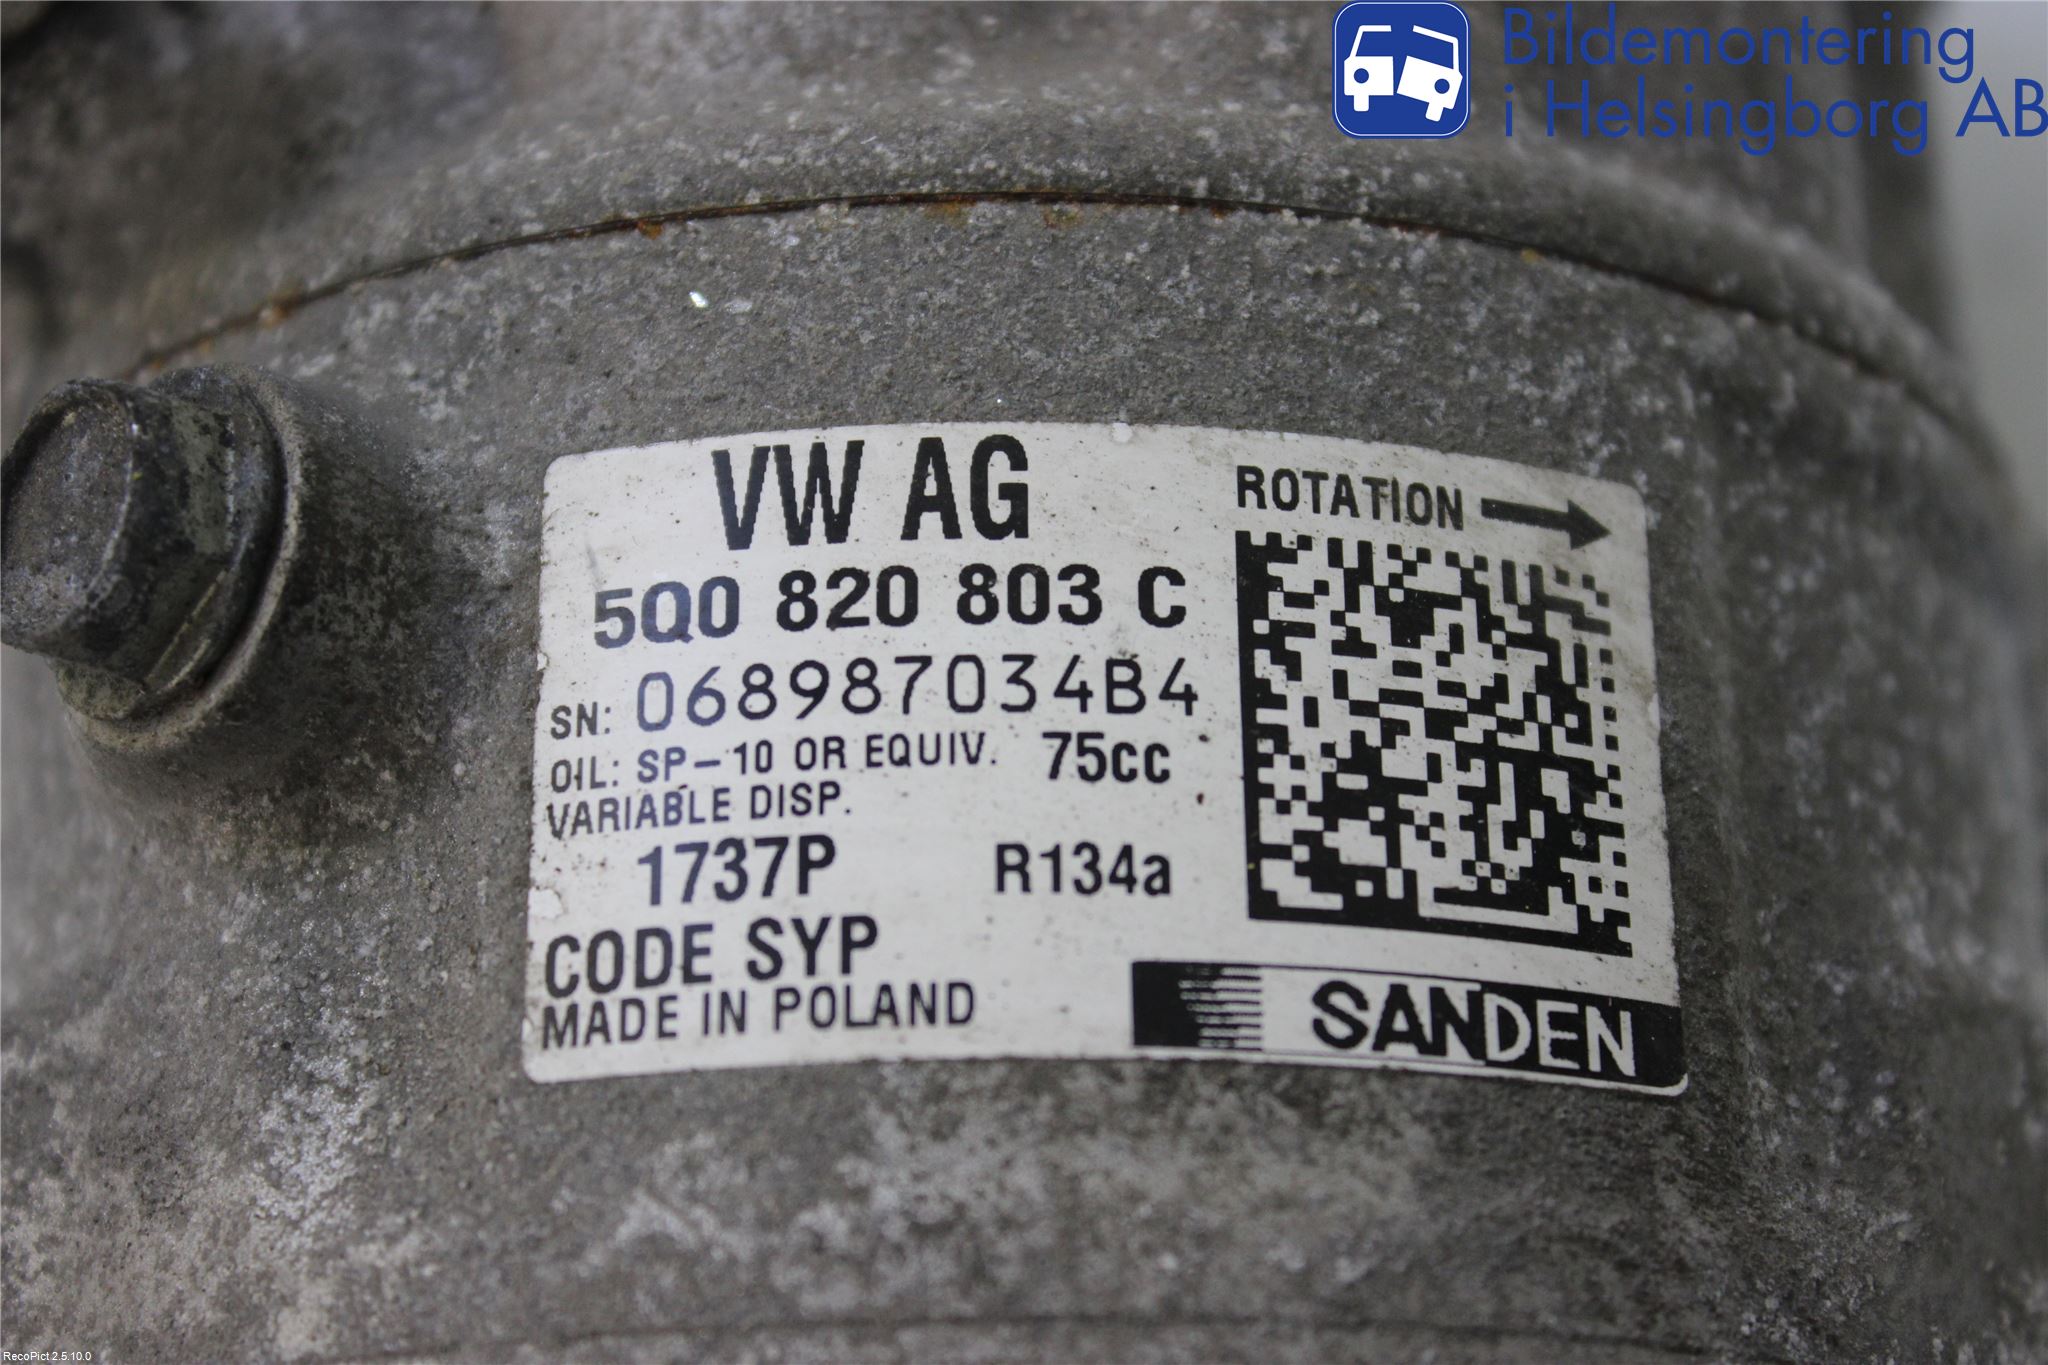 Bildemontering
i Helsingborg AB
VW AG
ROTATION
5Q0 820 803 C
SN: 068987034B4
OIL: SP-10 OR EQUIV. 75cc
VARIABLE DISP.
1737P R134a
CODE SYP
MADE IN POLAND
SANDEN
RecoPict 2.5.10.0